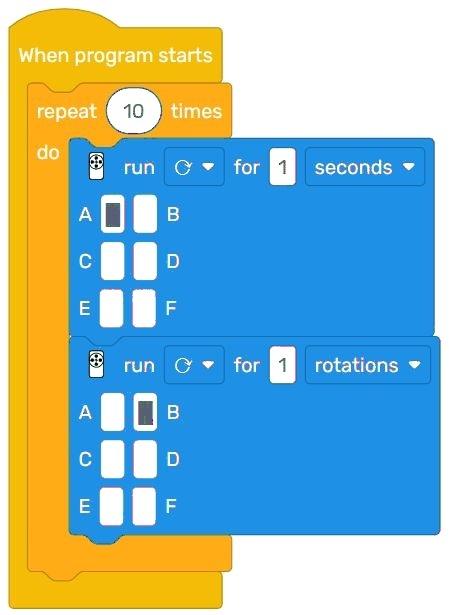 When program starts
repeat 10 times
do
run for 1 seconds
A B
C D
E F
run for 1 rotations
A B
C D
E F